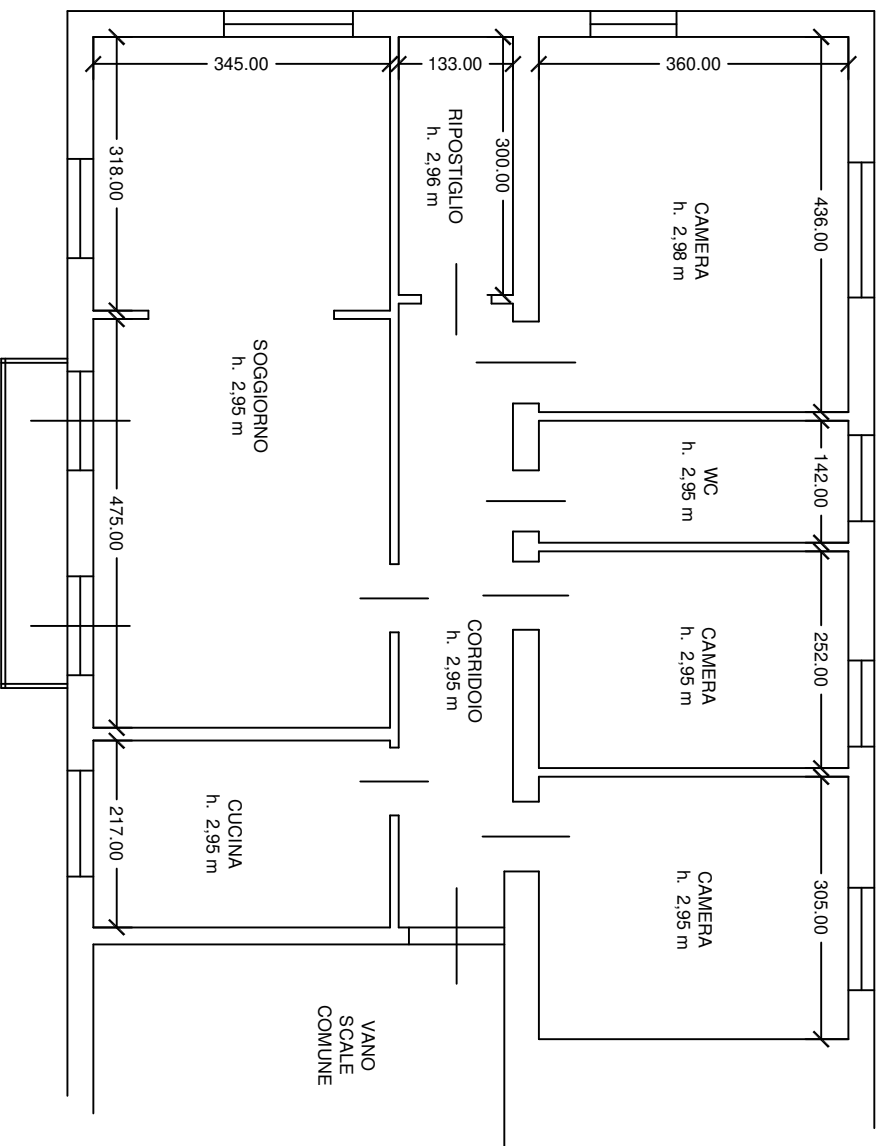 345.00
133.00
360.00
318.00
RIPOSTIGLIO
h. 2,96 m
300.00
CAMERA
h. 2,98 m
436.00
SOGGIORNO
h. 2,95 m
WC
h. 2,95 m
142.00
475.00
CORRIDOIO
h. 2,95 m
CAMERA
h. 2,95 m
252.00
217.00
CUCINA
h. 2,95 m
CAMERA
h. 2,95 m
305.00
VANO
SCALE
COMUNE